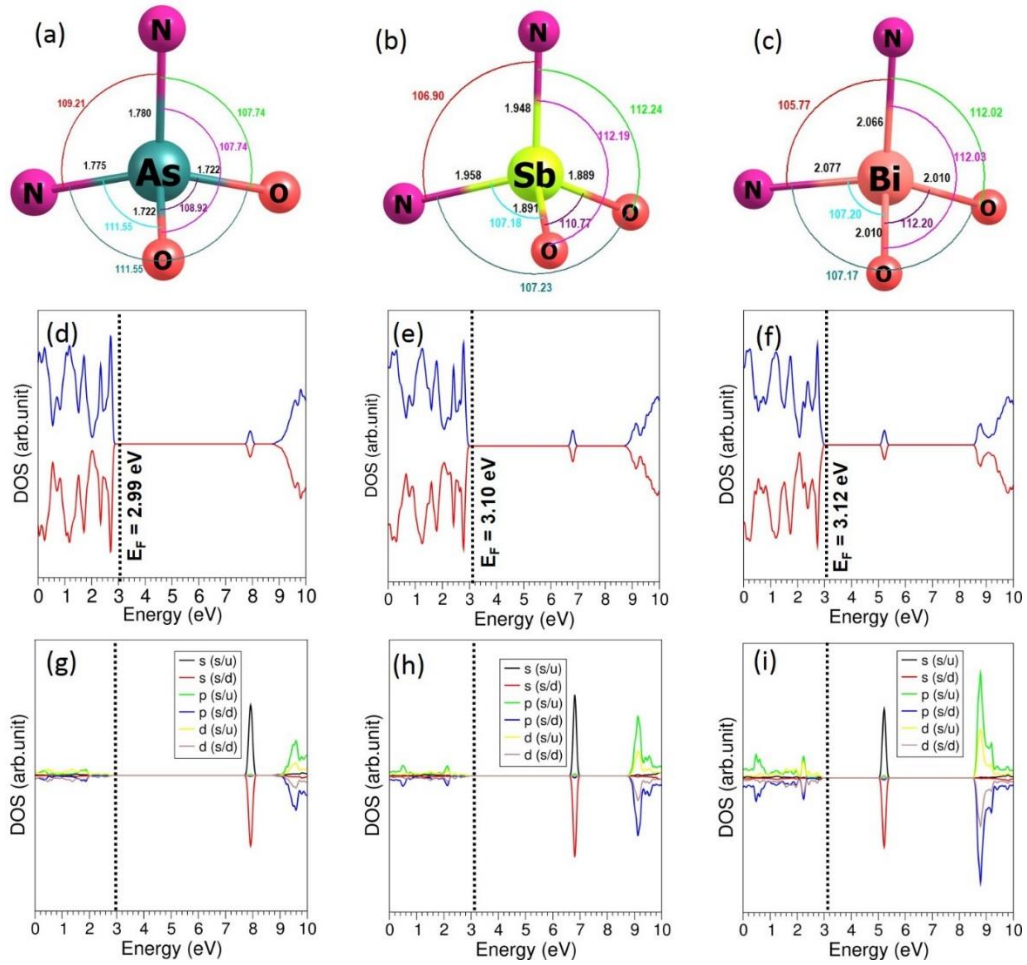 (a)
N
109.21
107.74
1.780
107.74
1.775
As
1.722
N
O
1.722
108.92
111.55
O
111.55
(b)
N
106.90
112.24
1.948
112.19
1.958
Sb
1.889
N
O
1.891
107.18
110.77
O
107.23
(c)
N
105.77
112.02
2.066
112.03
2.077
Bi
2.010
N
O
107.20
112.20
2.010
O
107.17
(d)
DOS (arb.unit)
E_F = 2.99 eV
0 1 2 3 4 5 6 7 8 9 10
Energy (eV)
(e)
DOS (arb.unit)
E_F = 3.10 eV
0 1 2 3 4 5 6 7 8 9 10
Energy (eV)
(f)
DOS (arb.unit)
E_F = 3.12 eV
0 1 2 3 4 5 6 7 8 9 10
Energy (eV)
(g)
s (s/u)
s (s/d)
p (s/u)
p (s/d)
d (s/u)
d (s/d)
DOS (arb.unit)
0 1 2 3 4 5 6 7 8 9 10
Energy (eV)
(h)
s (s/u)
s (s/d)
p (s/u)
p (s/d)
d (s/u)
d (s/d)
DOS (arb.unit)
0 1 2 3 4 5 6 7 8 9 10
Energy (eV)
(i)
s (s/u)
s (s/d)
p (s/u)
p (s/d)
d (s/u)
d (s/d)
DOS (arb.unit)
0 1 2 3 4 5 6 7 8 9 10
Energy (eV)